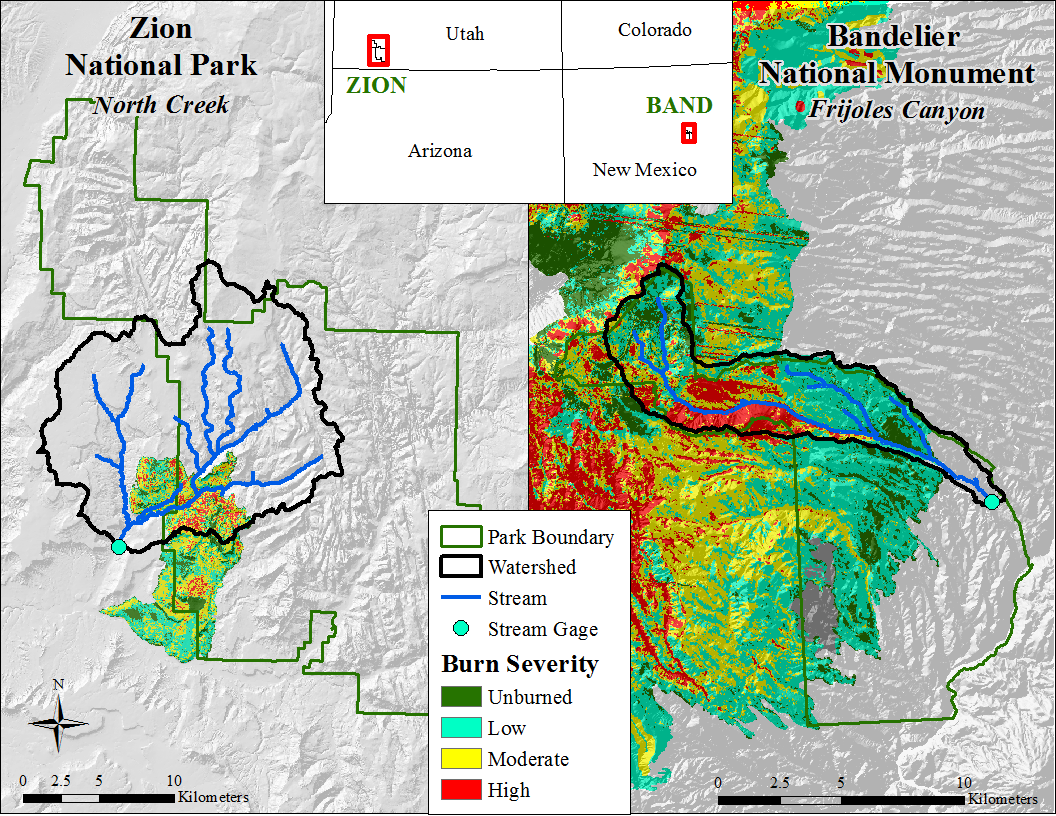 Zion
National Park
North Creek
Utah
Colorado
ZION
BAND
Arizona
New Mexico
Bandelier
National Monument
Frijoles Canyon
Park Boundary
Watershed
Stream
Stream Gage
Burn Severity
Unburned
Low
Moderate
High
N
0 2.5 5 10
Kilometers
0 2.5 5 10
Kilometers